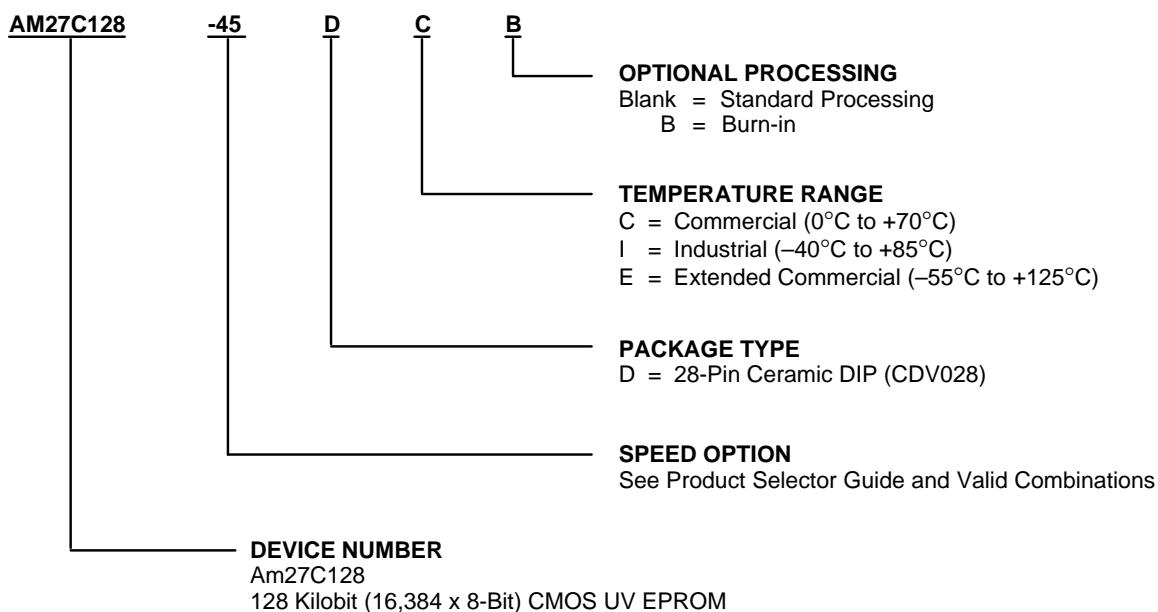 AM27C128 -45 D C B
OPTIONAL PROCESSING
Blank = Standard Processing
B = Burn-in
TEMPERATURE RANGE
C = Commercial (0°C to +70°C)
I = Industrial (–40°C to +85°C)
E = Extended Commercial (–55°C to +125°C)
PACKAGE TYPE
D = 28-Pin Ceramic DIP (CDV028)
SPEED OPTION
See Product Selector Guide and Valid Combinations
DEVICE NUMBER
Am27C128
128 Kilobit (16,384 x 8-Bit) CMOS UV EPROM